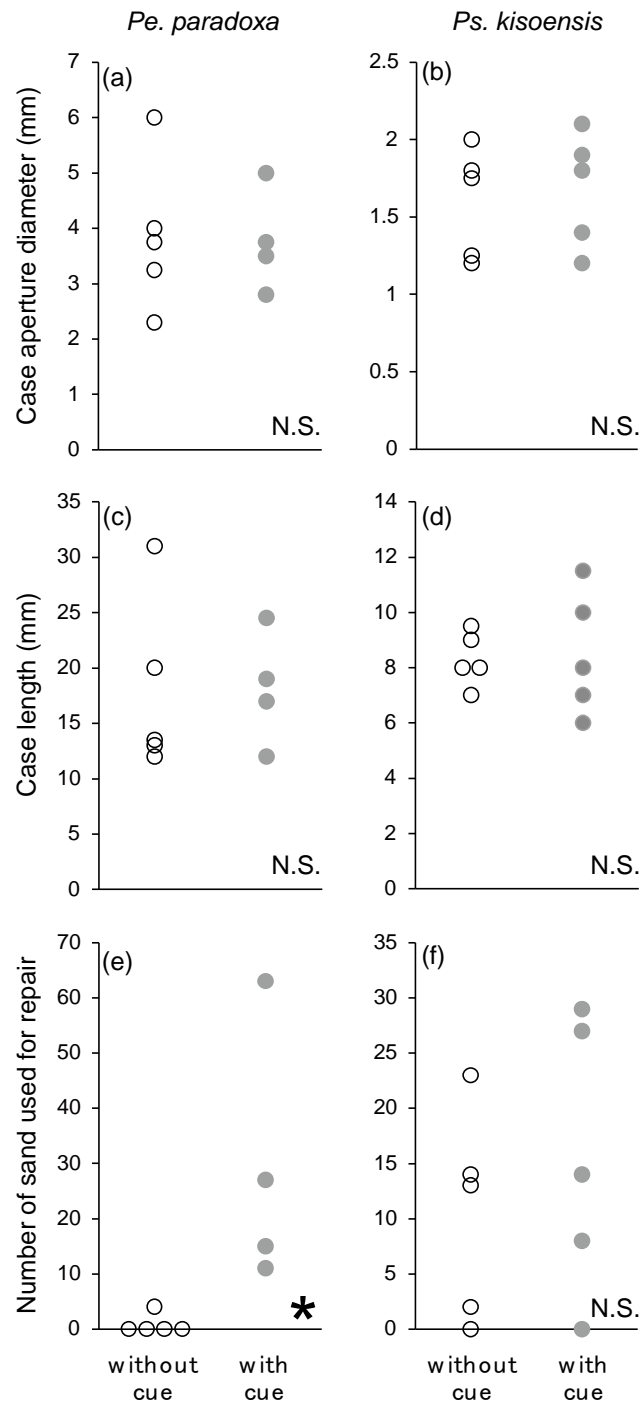 Pe. paradoxa
Ps. kisoensis
Case aperture diameter (mm)
(a)
7
6
5
4
3
2
1
0
N.S.
(b)
2.5
2
1.5
1
0.5
0
N.S.
Case length (mm)
(c)
35
30
25
20
15
10
5
0
N.S.
(d)
14
12
10
8
6
4
2
0
N.S.
Number of sand used for repair
(e)
70
60
50
40
30
20
10
0
*
(f)
35
30
25
20
15
10
5
0
N.S.
without
cue
with
cue
without
cue
with
cue